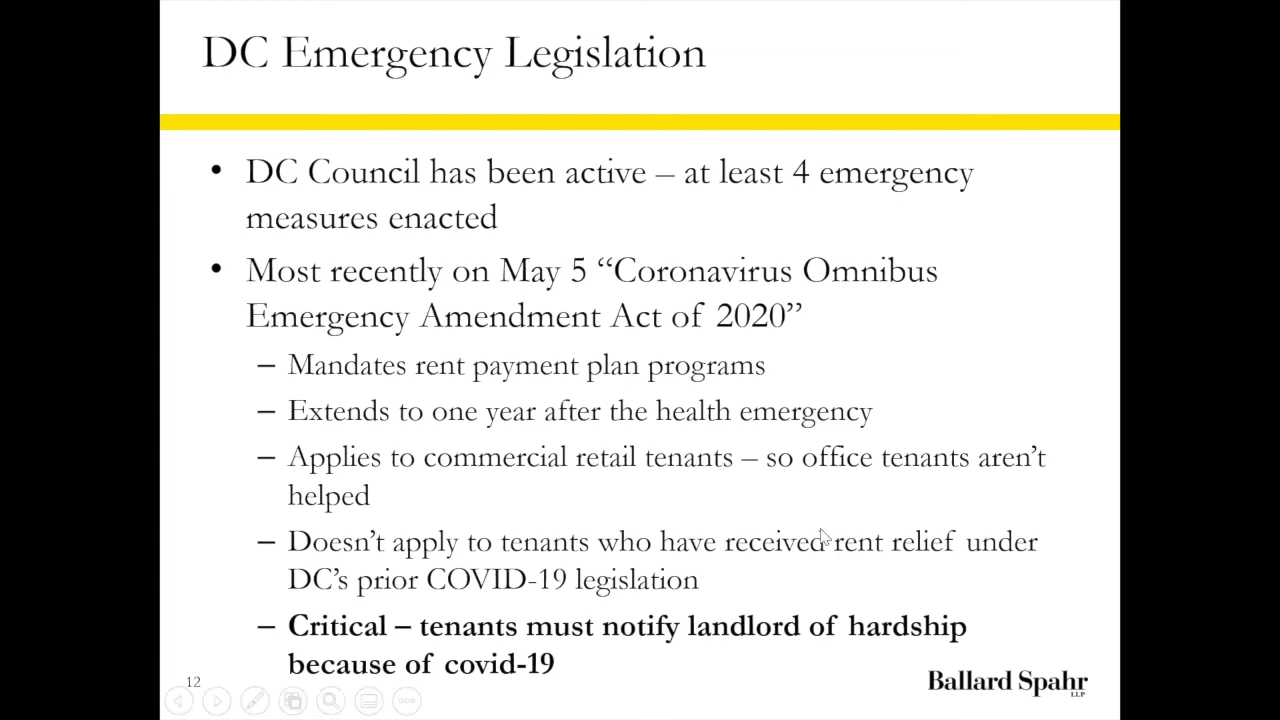 DC Emergency Legislation
• DC Council has been active – at least 4 emergency
measures enacted
• Most recently on May 5 “Coronavirus Omnibus
Emergency Amendment Act of 2020”
– Mandates rent payment plan programs
– Extends to one year after the health emergency
– Applies to commercial retail tenants – so office tenants aren’t
helped
– Doesn’t apply to tenants who have received rent relief under
DC’s prior COVID-19 legislation
– Critical – tenants must notify landlord of hardship
because of covid-19
12
Ballard Spahr
LLP